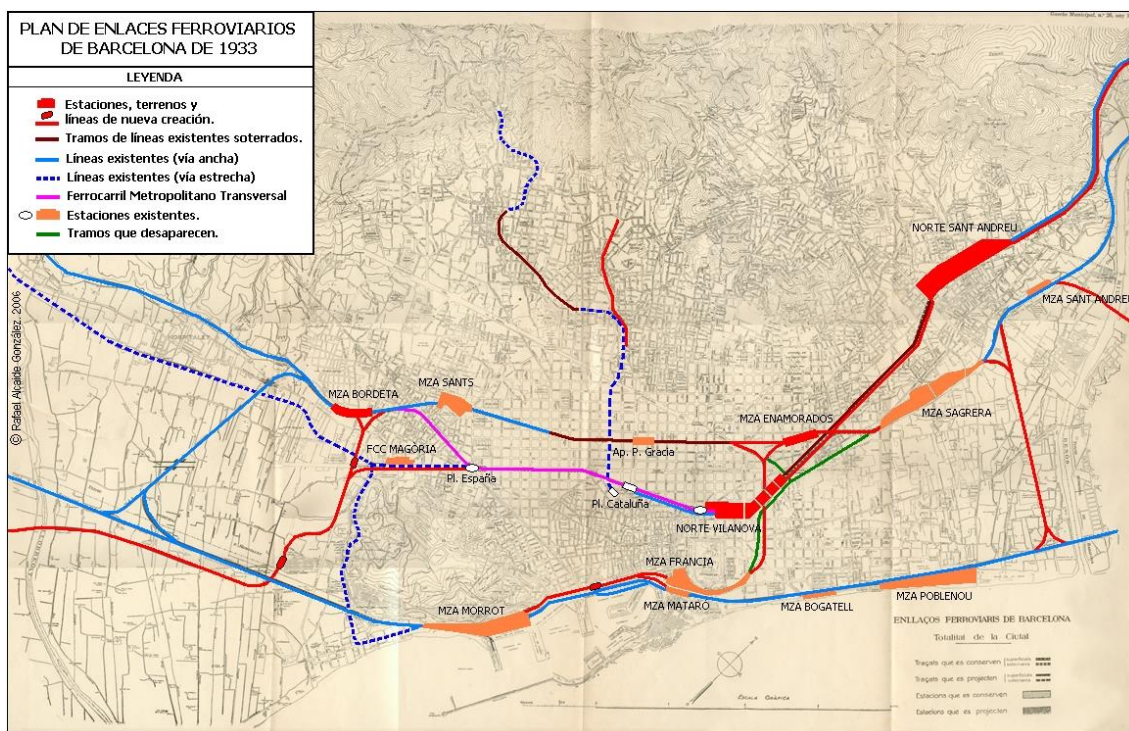 PLAN DE ENLACES FERROVIARIOS
DE BARCELONA DE 1933
LEYENDA
Estaciones, terrenos y
líneas de nueva creación.
Tramos de líneas existentes soterrados.
Líneas existentes (vía ancha)
Líneas existentes (vía estrecha)
Ferrocarril Metropolitano Transversal
Estaciones existentes.
Tramos que desaparecen.
© Rafael Alcaide González. 2006
NORTE SANT ANDREU
MZA SANT ANDREU
MZA BORDETA
MZA SANTS
MZA ENAMORADOS
MZA SAGRERA
FCC MAGÒRIA
Ap. P. Gracia
Pl. España
Pl. Cataluña
NORTE VILANOVA
MZA FRANCIA
MZA MORROT
MZA MATARO
MZA BOGATELL
MZA POBLENOU
ENLLAÇOS FERROVIARIS DE BARCELONA
Totalitat de la Ciutat
Traçats que es conserven
Traçats que es projecten
Estacions que es conserven
Estacions que es projecten
ESCALA GRÀFICA